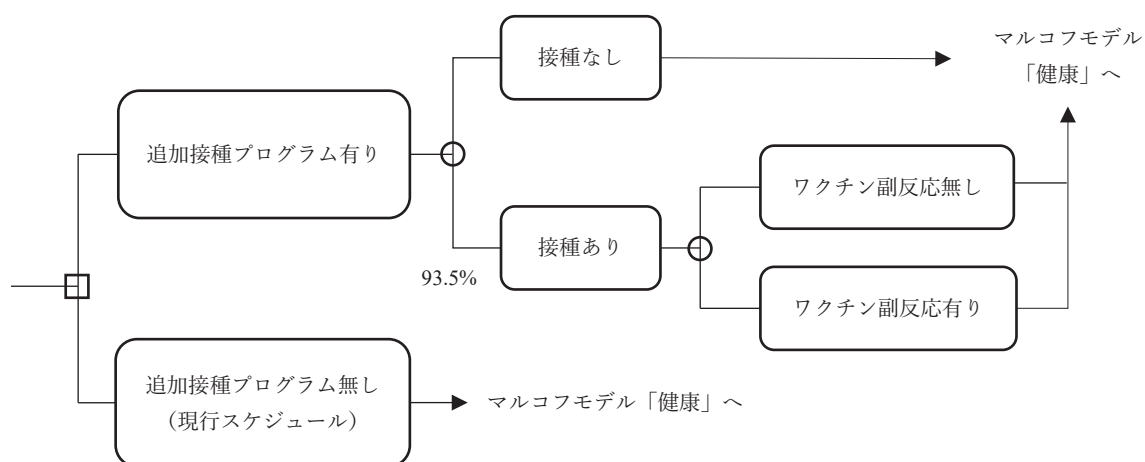 接種なし
マルコフモデル
「健康」へ
追加接種プログラム有り
ワクチン副反応無し
接種あり
93.5%
ワクチン副反応有り
追加接種プログラム無し
（現行スケジュール）
マルコフモデル「健康」へ